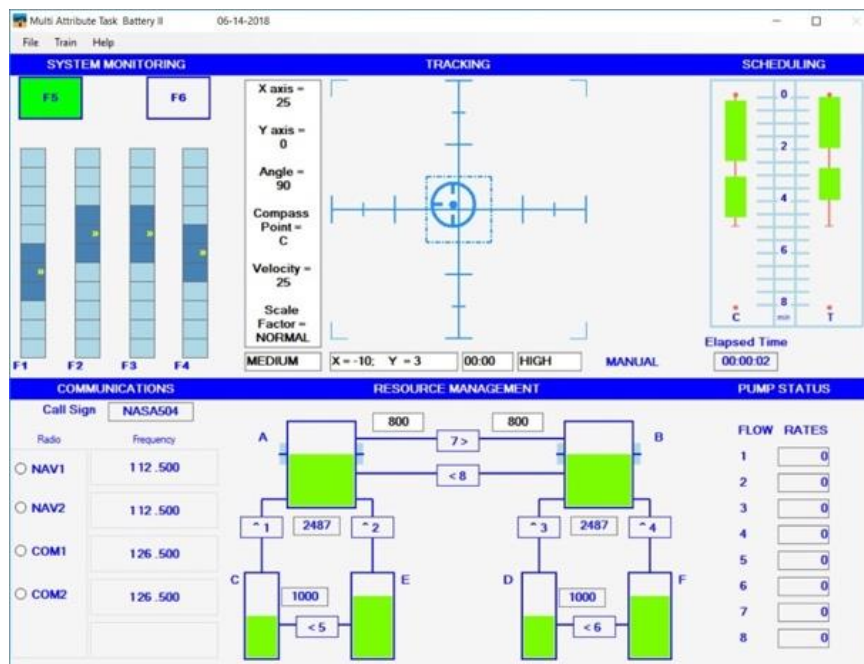 Multi Attribute Task Battery II 06-14-2018
File Train Help
SYSTEM MONITORING
F5 F6
F1 F2 F3 F4
TRACKING
X axis =
25
Y axis =
0
Angle =
90
Compass
Point =
C
Velocity =
25
Scale
Factor =
NORMAL
MEDIUM X = -10; Y = 3 00:00 HIGH MANUAL
SCHEDULING
0
2
4
6
8
C min T
Elapsed Time
00:00:02
COMMUNICATIONS
Call Sign NASA504
Radio Frequency
NAV1 112 .500
NAV2 112 .500
COM1 126 .500
COM2 126 .500
RESOURCE MANAGEMENT
800 800
A 7 > B
< 8
^ 1 2487 ^ 2 ^ 3 2487 ^ 4
C E D F
1000 1000
< 5 < 6
PUMP STATUS
FLOW RATES
1 0
2 0
3 0
4 0
5 0
6 0
7 0
8 0